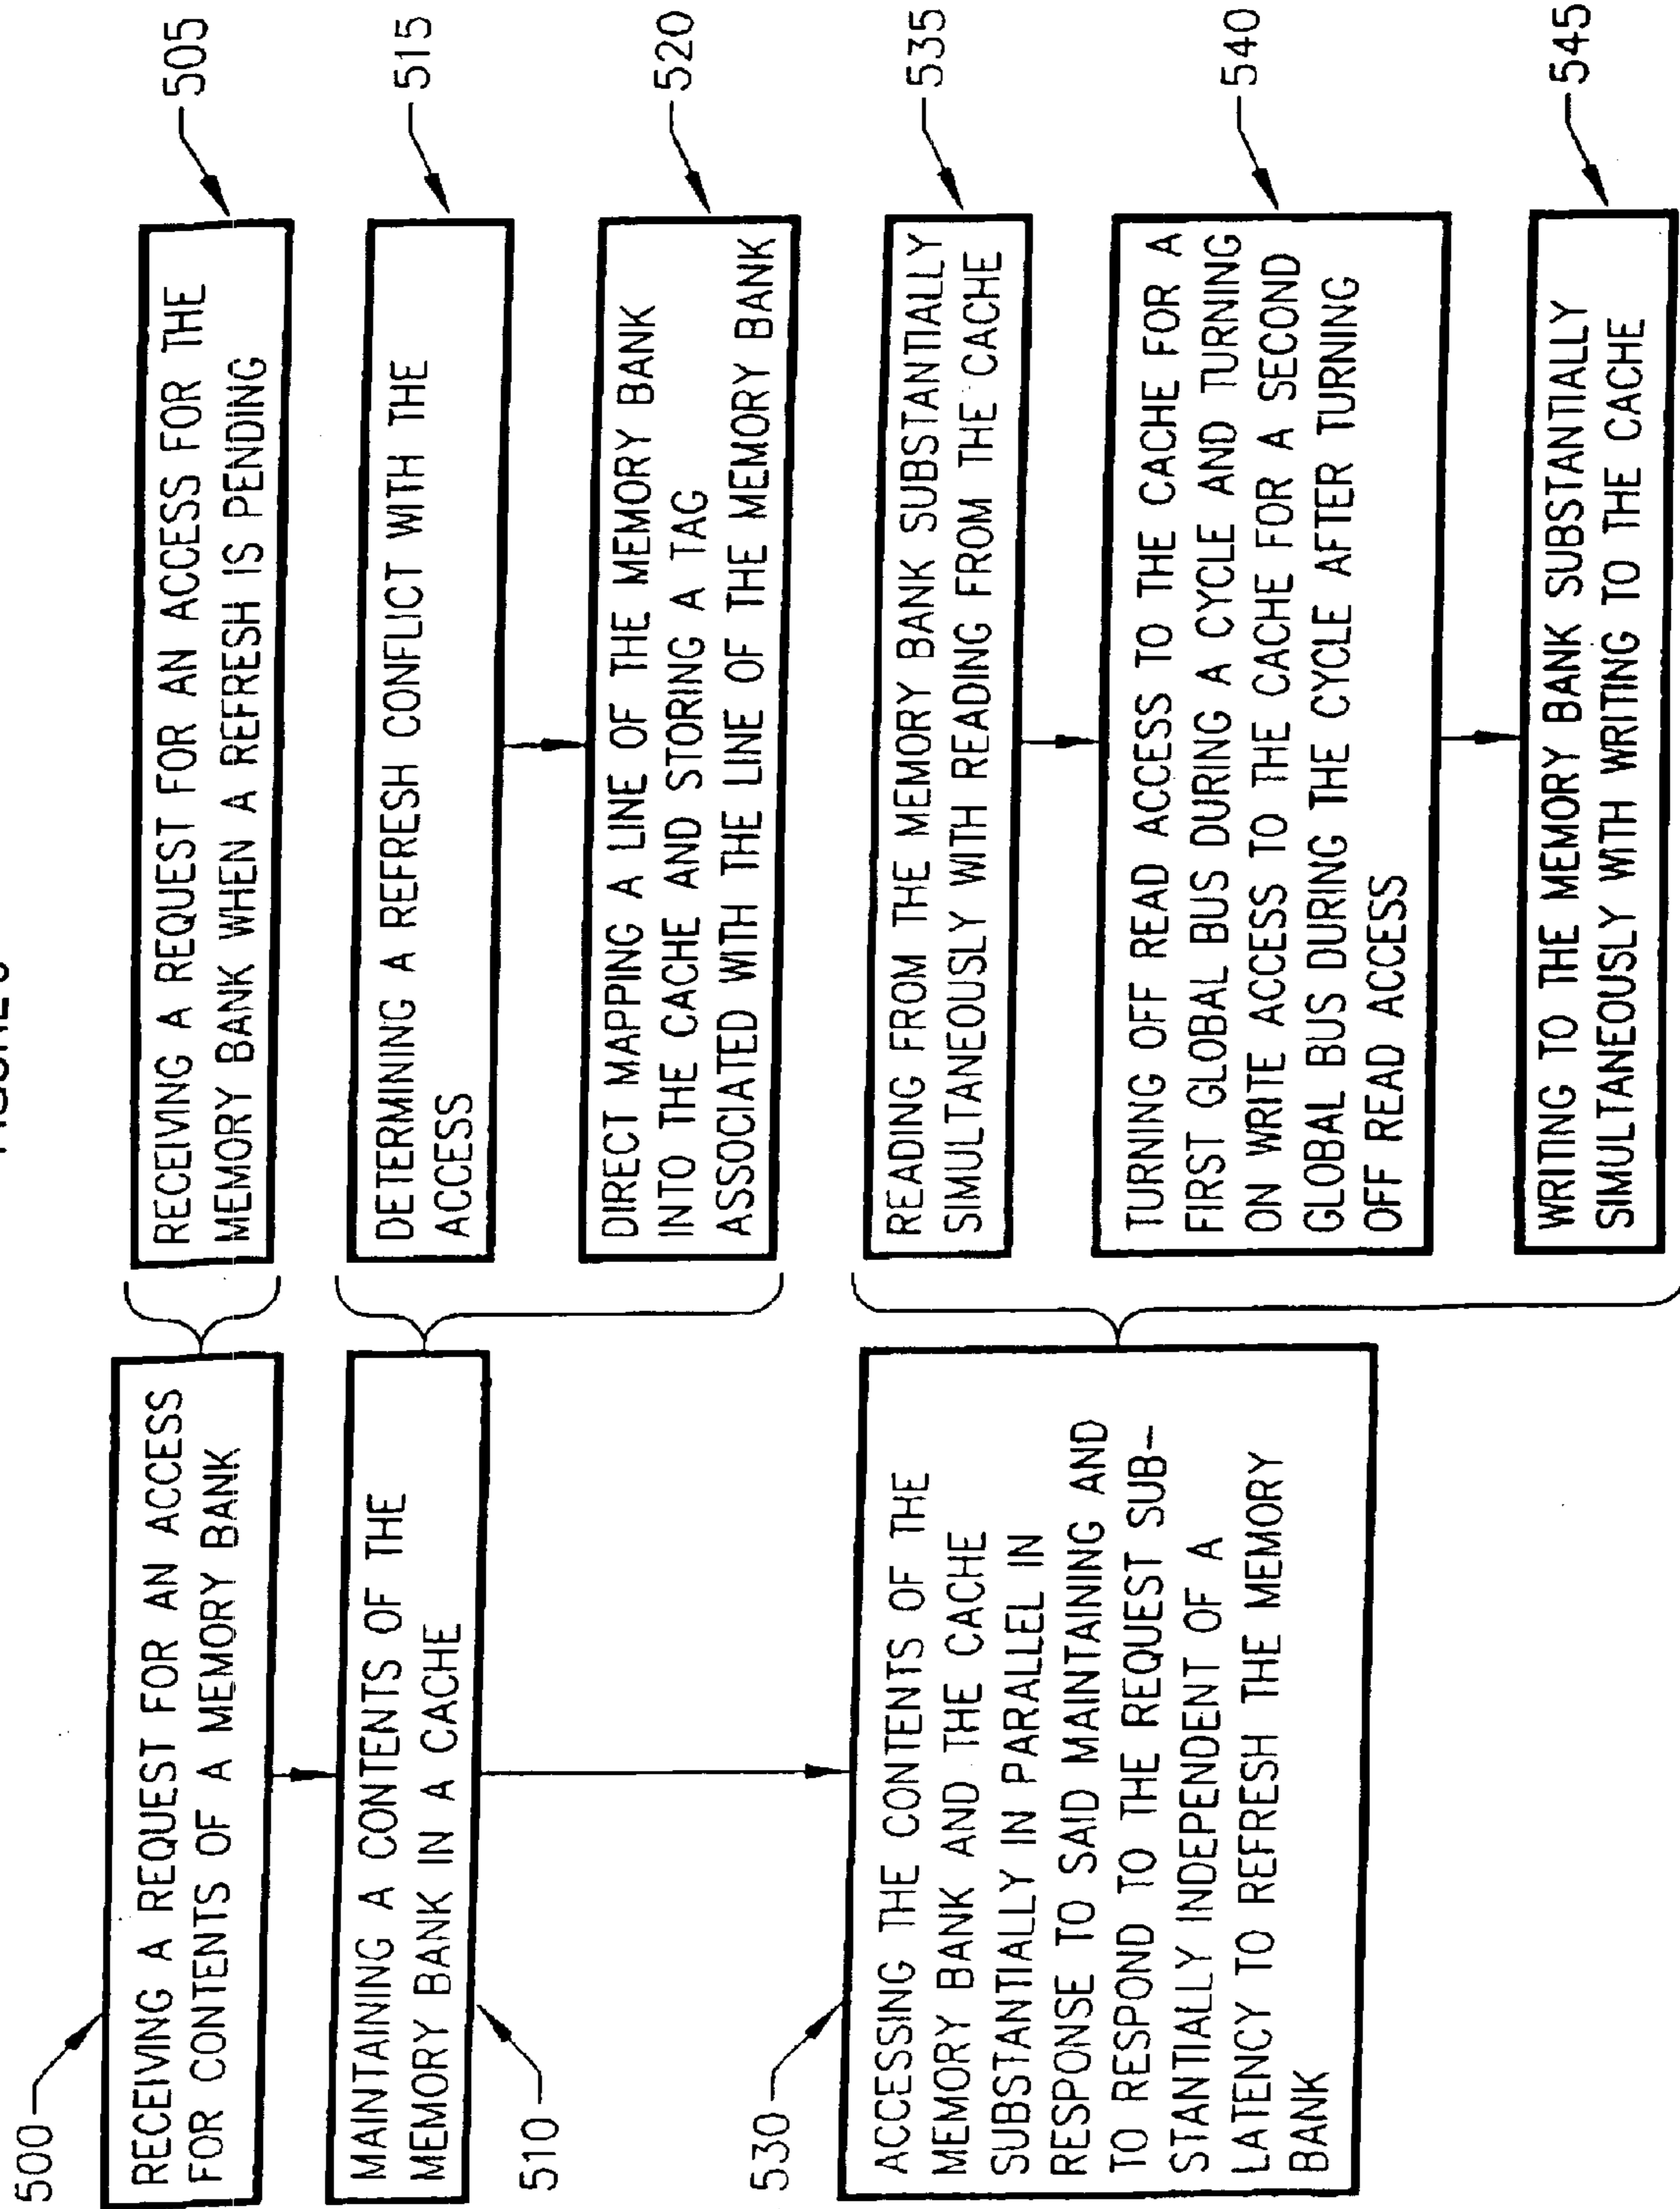 500
RECEIVING A REQUEST FOR AN ACCESS
FOR CONTENTS OF A MEMORY BANK
RECEIVING A REQUEST FOR AN ACCESS FOR THE
MEMORY BANK WHEN A REFRESH IS PENDING
505
MAINTAINING A CONTENTS OF THE
MEMORY BANK IN A CACHE
510
DETERMINING A REFRESH CONFLICT WITH THE
ACCESS
515
DIRECT MAPPING A LINE OF THE MEMORY BANK
INTO THE CACHE AND STORING A TAG
ASSOCIATED WITH THE LINE OF THE MEMORY BANK
520
530
ACCESSING THE CONTENTS OF THE
MEMORY BANK AND THE CACHE
SUBSTANTIALLY IN PARALLEL IN
RESPONSE TO SAID MAINTAINING AND
TO RESPOND TO THE REQUEST SUB-
STANTIALLY INDEPENDENT OF A
LATENCY TO REFRESH THE MEMORY
BANK
READING FROM THE MEMORY BANK SUBSTANTIALLY
SIMULTANEOUSLY WITH READING FROM THE CACHE
535
TURNING OFF READ ACCESS TO THE CACHE FOR A
FIRST GLOBAL BUS DURING A CYCLE AND TURNING
ON WRITE ACCESS TO THE CACHE FOR A SECOND
GLOBAL BUS DURING THE CYCLE AFTER TURNING
OFF READ ACCESS
540
WRITING TO THE MEMORY BANK SUBSTANTIALLY
SIMULTANEOUSLY WITH WRITING TO THE CACHE
545